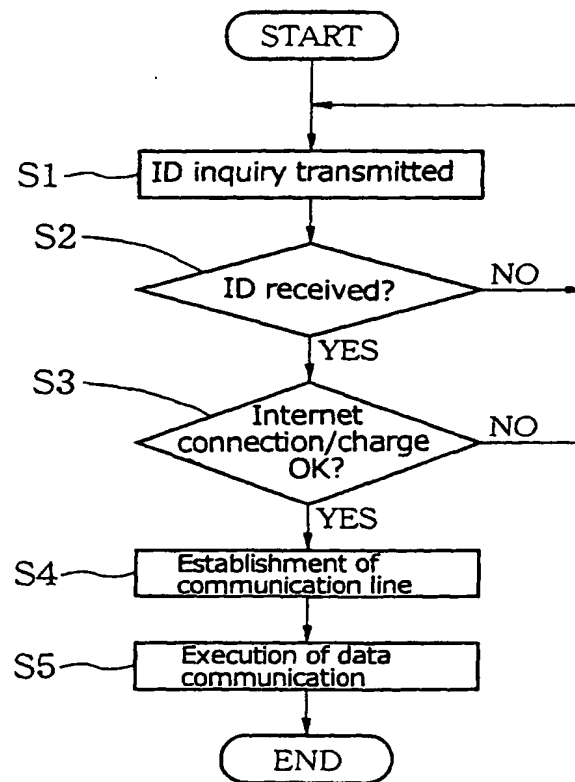 START
S1
ID inquiry transmitted
S2
ID received?
NO
YES
S3
Internet
connection/charge
OK?
NO
YES
S4
Establishment of
communication line
S5
Execution of data
communication
END